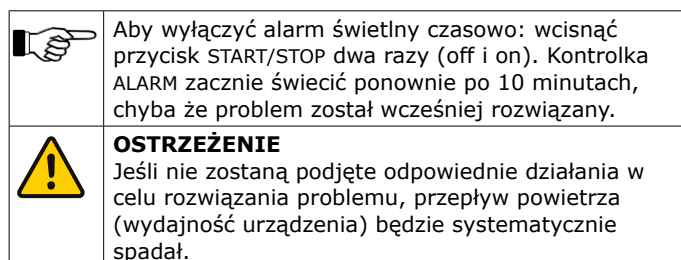 Aby wyłączyć alarm świetlny czasowo: wcisnąć
przycisk START/STOP dwa razy (off i on). Kontrolka
ALARM zacznie świecić ponownie po 10 minutach,
chyba że problem został wcześniej rozwiązany.
OSTRZEŻENIE
Jeśli nie zostaną podjęte odpowiednie działania w
celu rozwiązania problemu, przepływ powietrza
(wydajność urządzenia) będzie systematycznie
spadał.